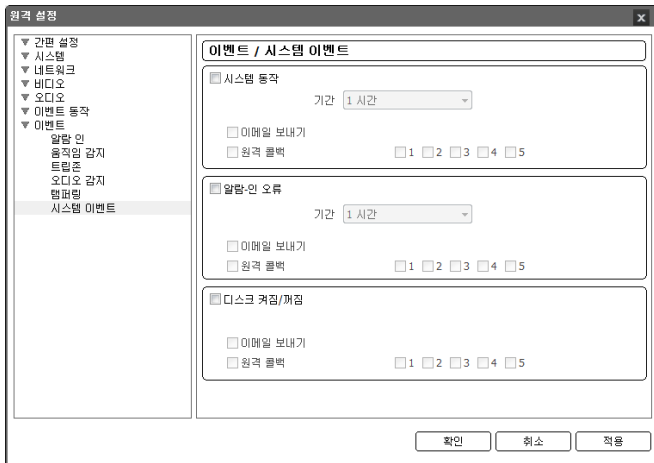 원격 설정
x
간편 설정
시스템
네트워크
비디오
오디오
이벤트 동작
이벤트
알람 인
움직임 감지
트립존
오디오 감지
탬퍼링
시스템 이벤트
이벤트 / 시스템 이벤트
시스템 동작
기간 1 시간
이메일 보내기
원격 콜백 1 2 3 4 5
알람-인 오류
기간 1 시간
이메일 보내기
원격 콜백 1 2 3 4 5
디스크 켜짐/꺼짐
이메일 보내기
원격 콜백 1 2 3 4 5
확인 취소 적용